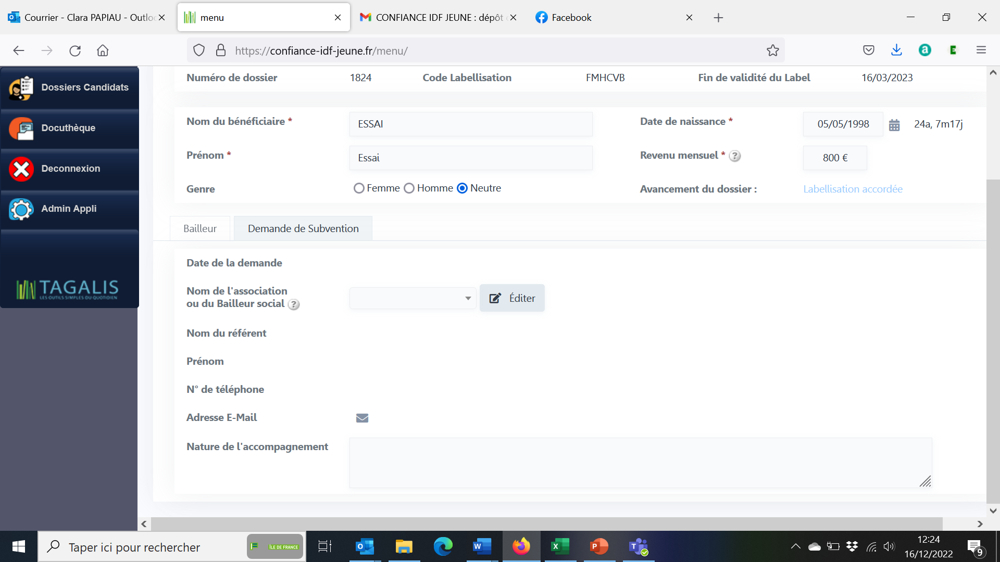 Courrier - Clara PAPIAU - Outlo
menu
CONFIANCE IDF JEUNE : dépôt
Facebook
https://confiance-idf-jeune.fr/menu/
Dossiers Candidats
Docuthèque
Deconnexion
Admin Appli
TAGALIS
LES OUTILS SIMPLES DU QUOTIDIEN
Numéro de dossier 1824 Code Labellisation FMHCVB Fin de validité du Label 16/03/2023
Nom du bénéficiaire * ESSAI Date de naissance * 05/05/1998 24a, 7m17j
Prénom * Essai Revenu mensuel * ? 800 €
Genre Femme Homme Neutre Avancement du dossier : Labellisation accordée
Bailleur Demande de Subvention
Date de la demande
Nom de l'association
ou du Bailleur social ?
Éditer
Nom du référent
Prénom
N° de téléphone
Adresse E-Mail
Nature de l'accompagnement
Taper ici pour rechercher
ÎLE DE FRANCE
12:24
16/12/2022
9